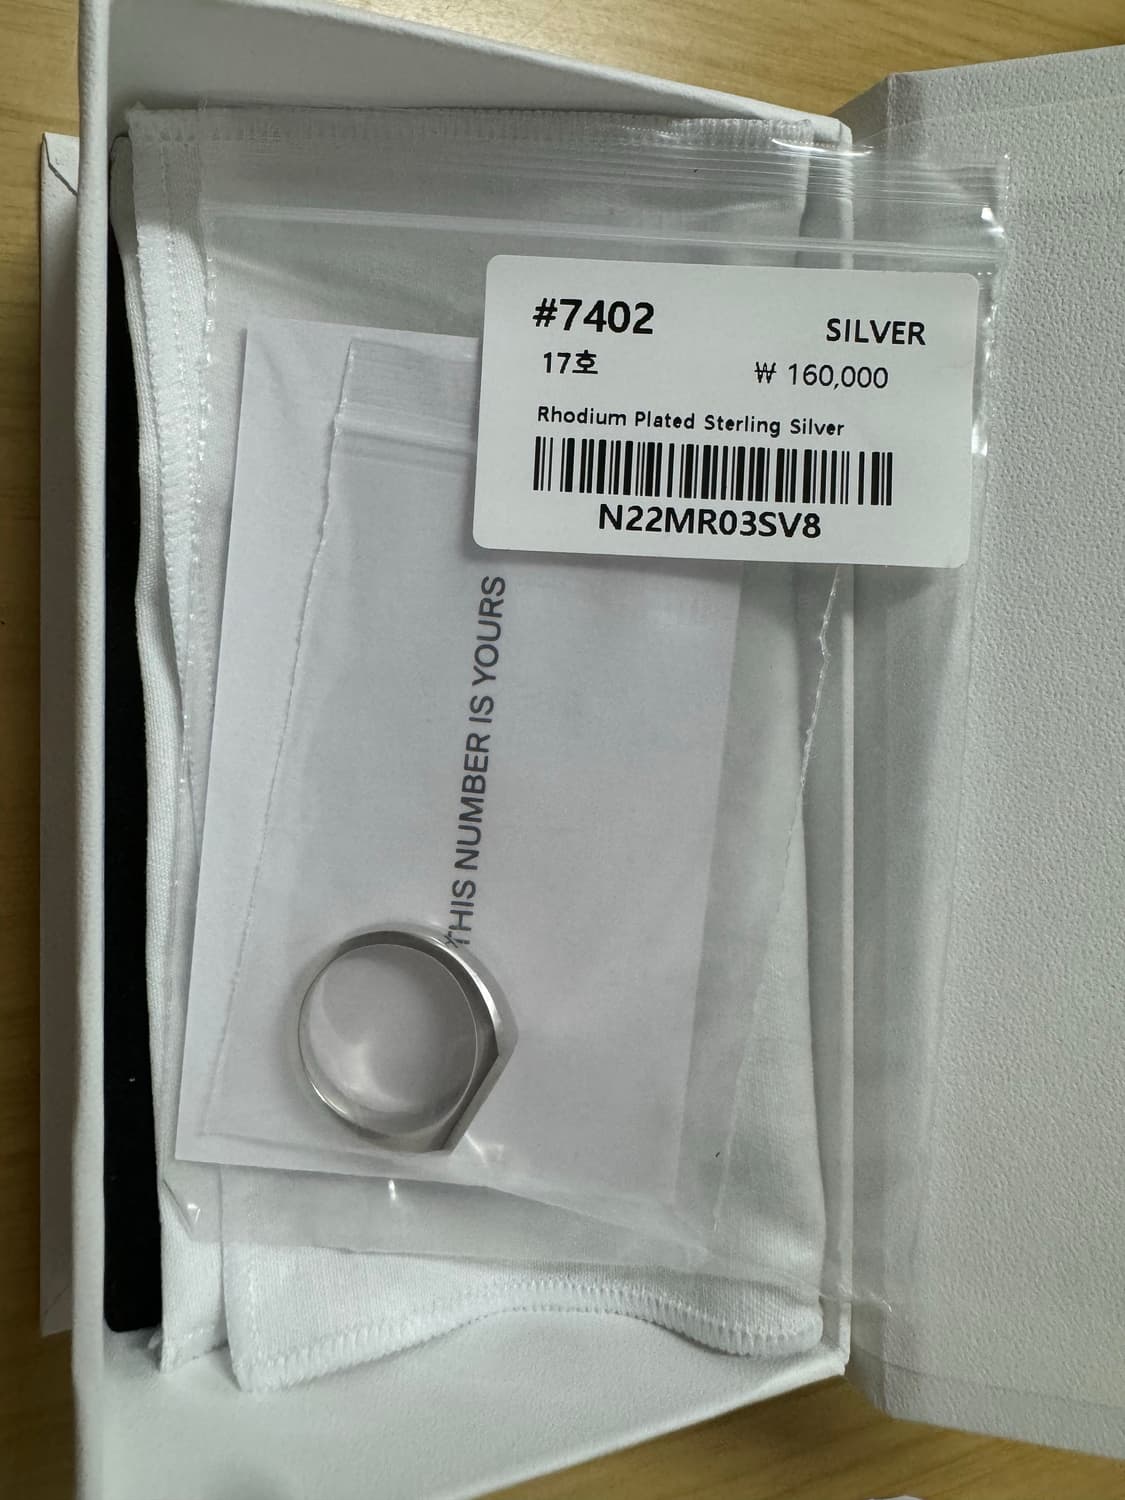 #7402
SILVER
17호
₩ 160,000
Rhodium Plated Sterling Silver
N22MR03SV8
THIS NUMBER IS YOURS